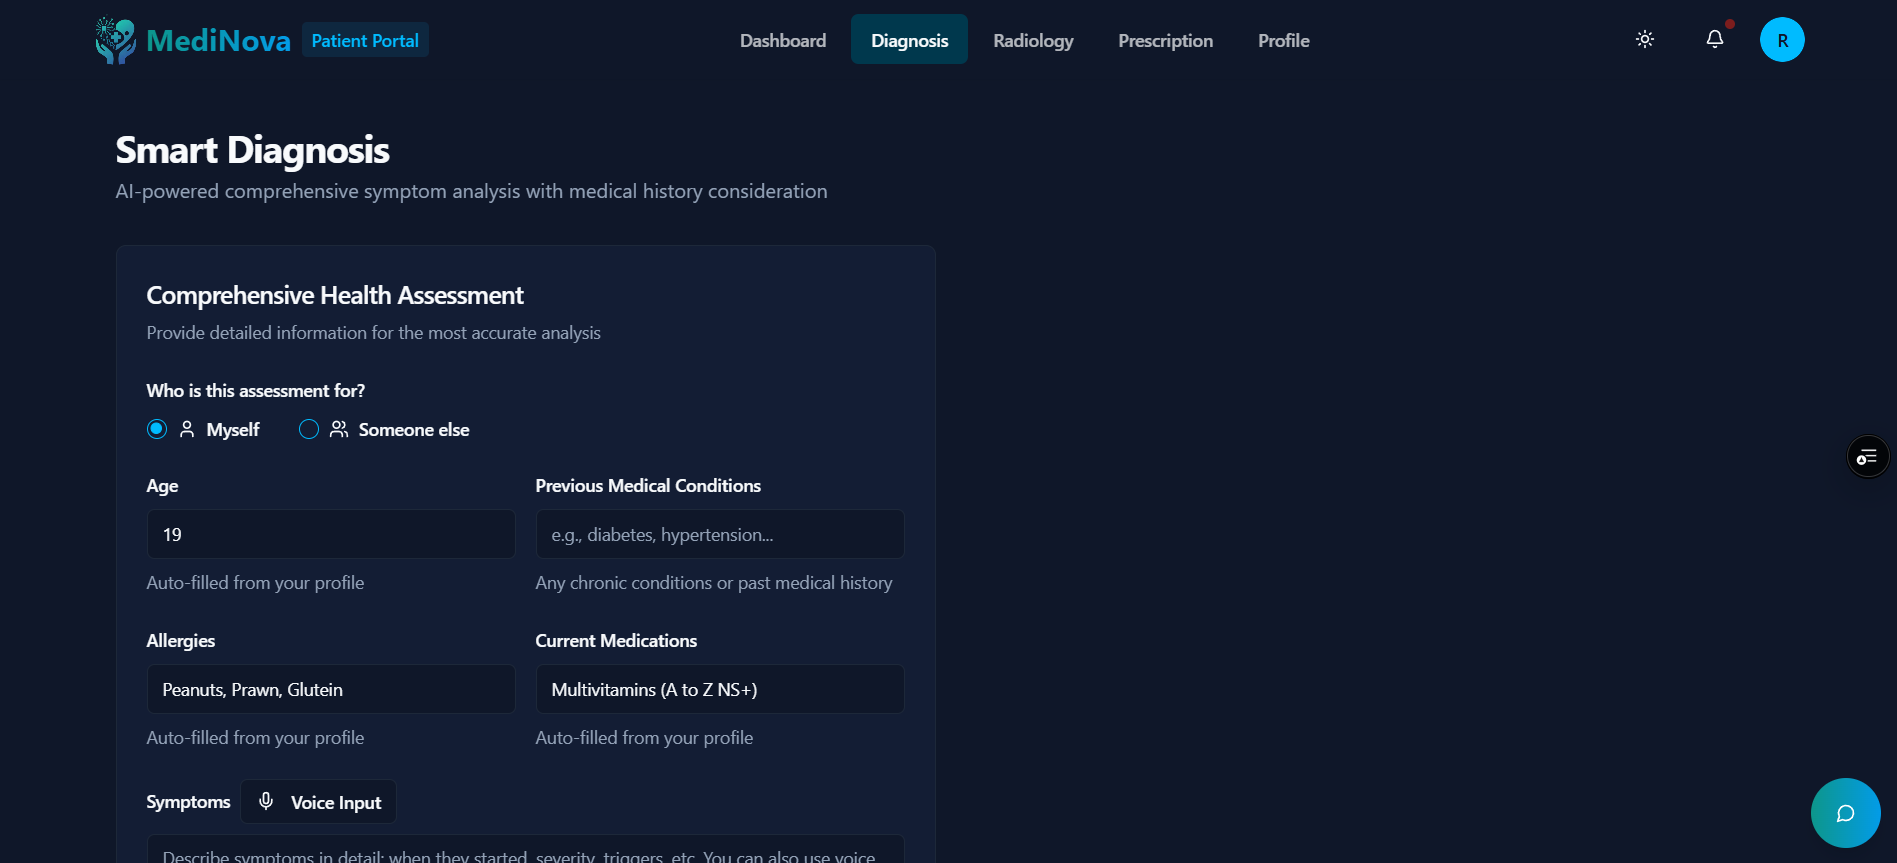 MediNova Patient Portal Dashboard Diagnosis Radiology Prescription Profile R
Smart Diagnosis
AI-powered comprehensive symptom analysis with medical history consideration
Comprehensive Health Assessment
Provide detailed information for the most accurate analysis
Who is this assessment for?
Myself Someone else
Age Previous Medical Conditions
19 e.g., diabetes, hypertension...
Auto-filled from your profile Any chronic conditions or past medical history
Allergies Current Medications
Peanuts, Prawn, Glutein Multivitamins (A to Z NS+)
Auto-filled from your profile Auto-filled from your profile
Symptoms Voice Input
Describe symptoms in detail: when they started, severity, triggers, etc. You can also use voice